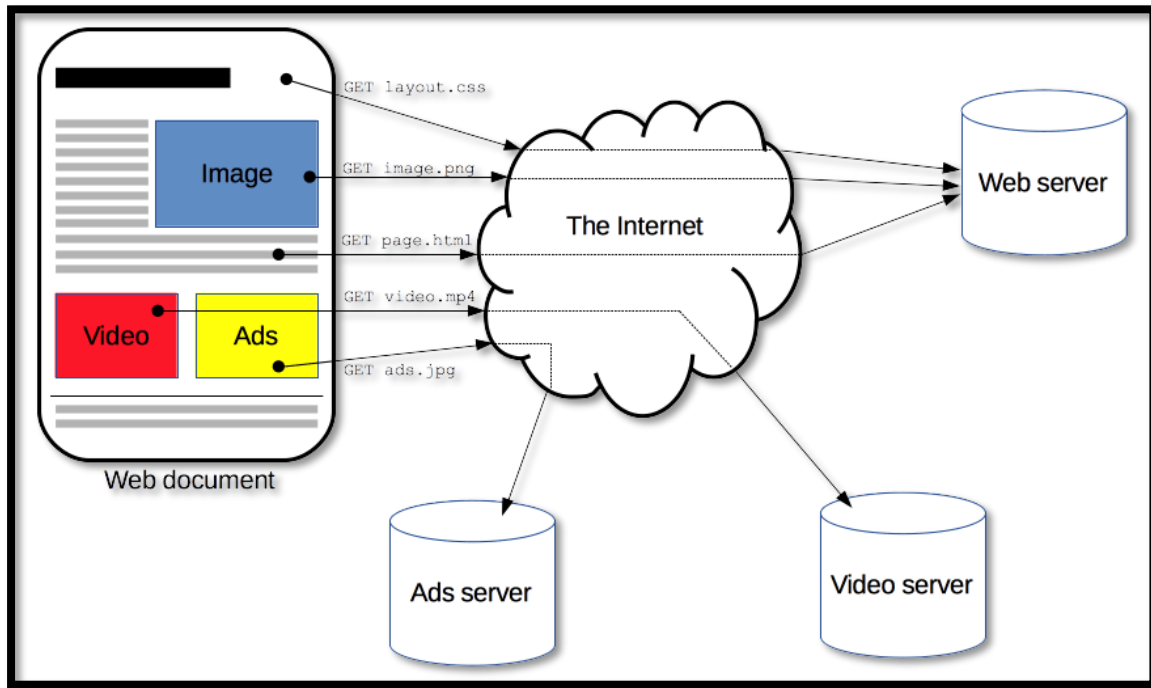 GET layout.css
Image
GET image.png
Web server
The Internet
GET page.html
GET video.mp4
Video
Ads
GET ads.jpg
Web document
Ads server
Video server